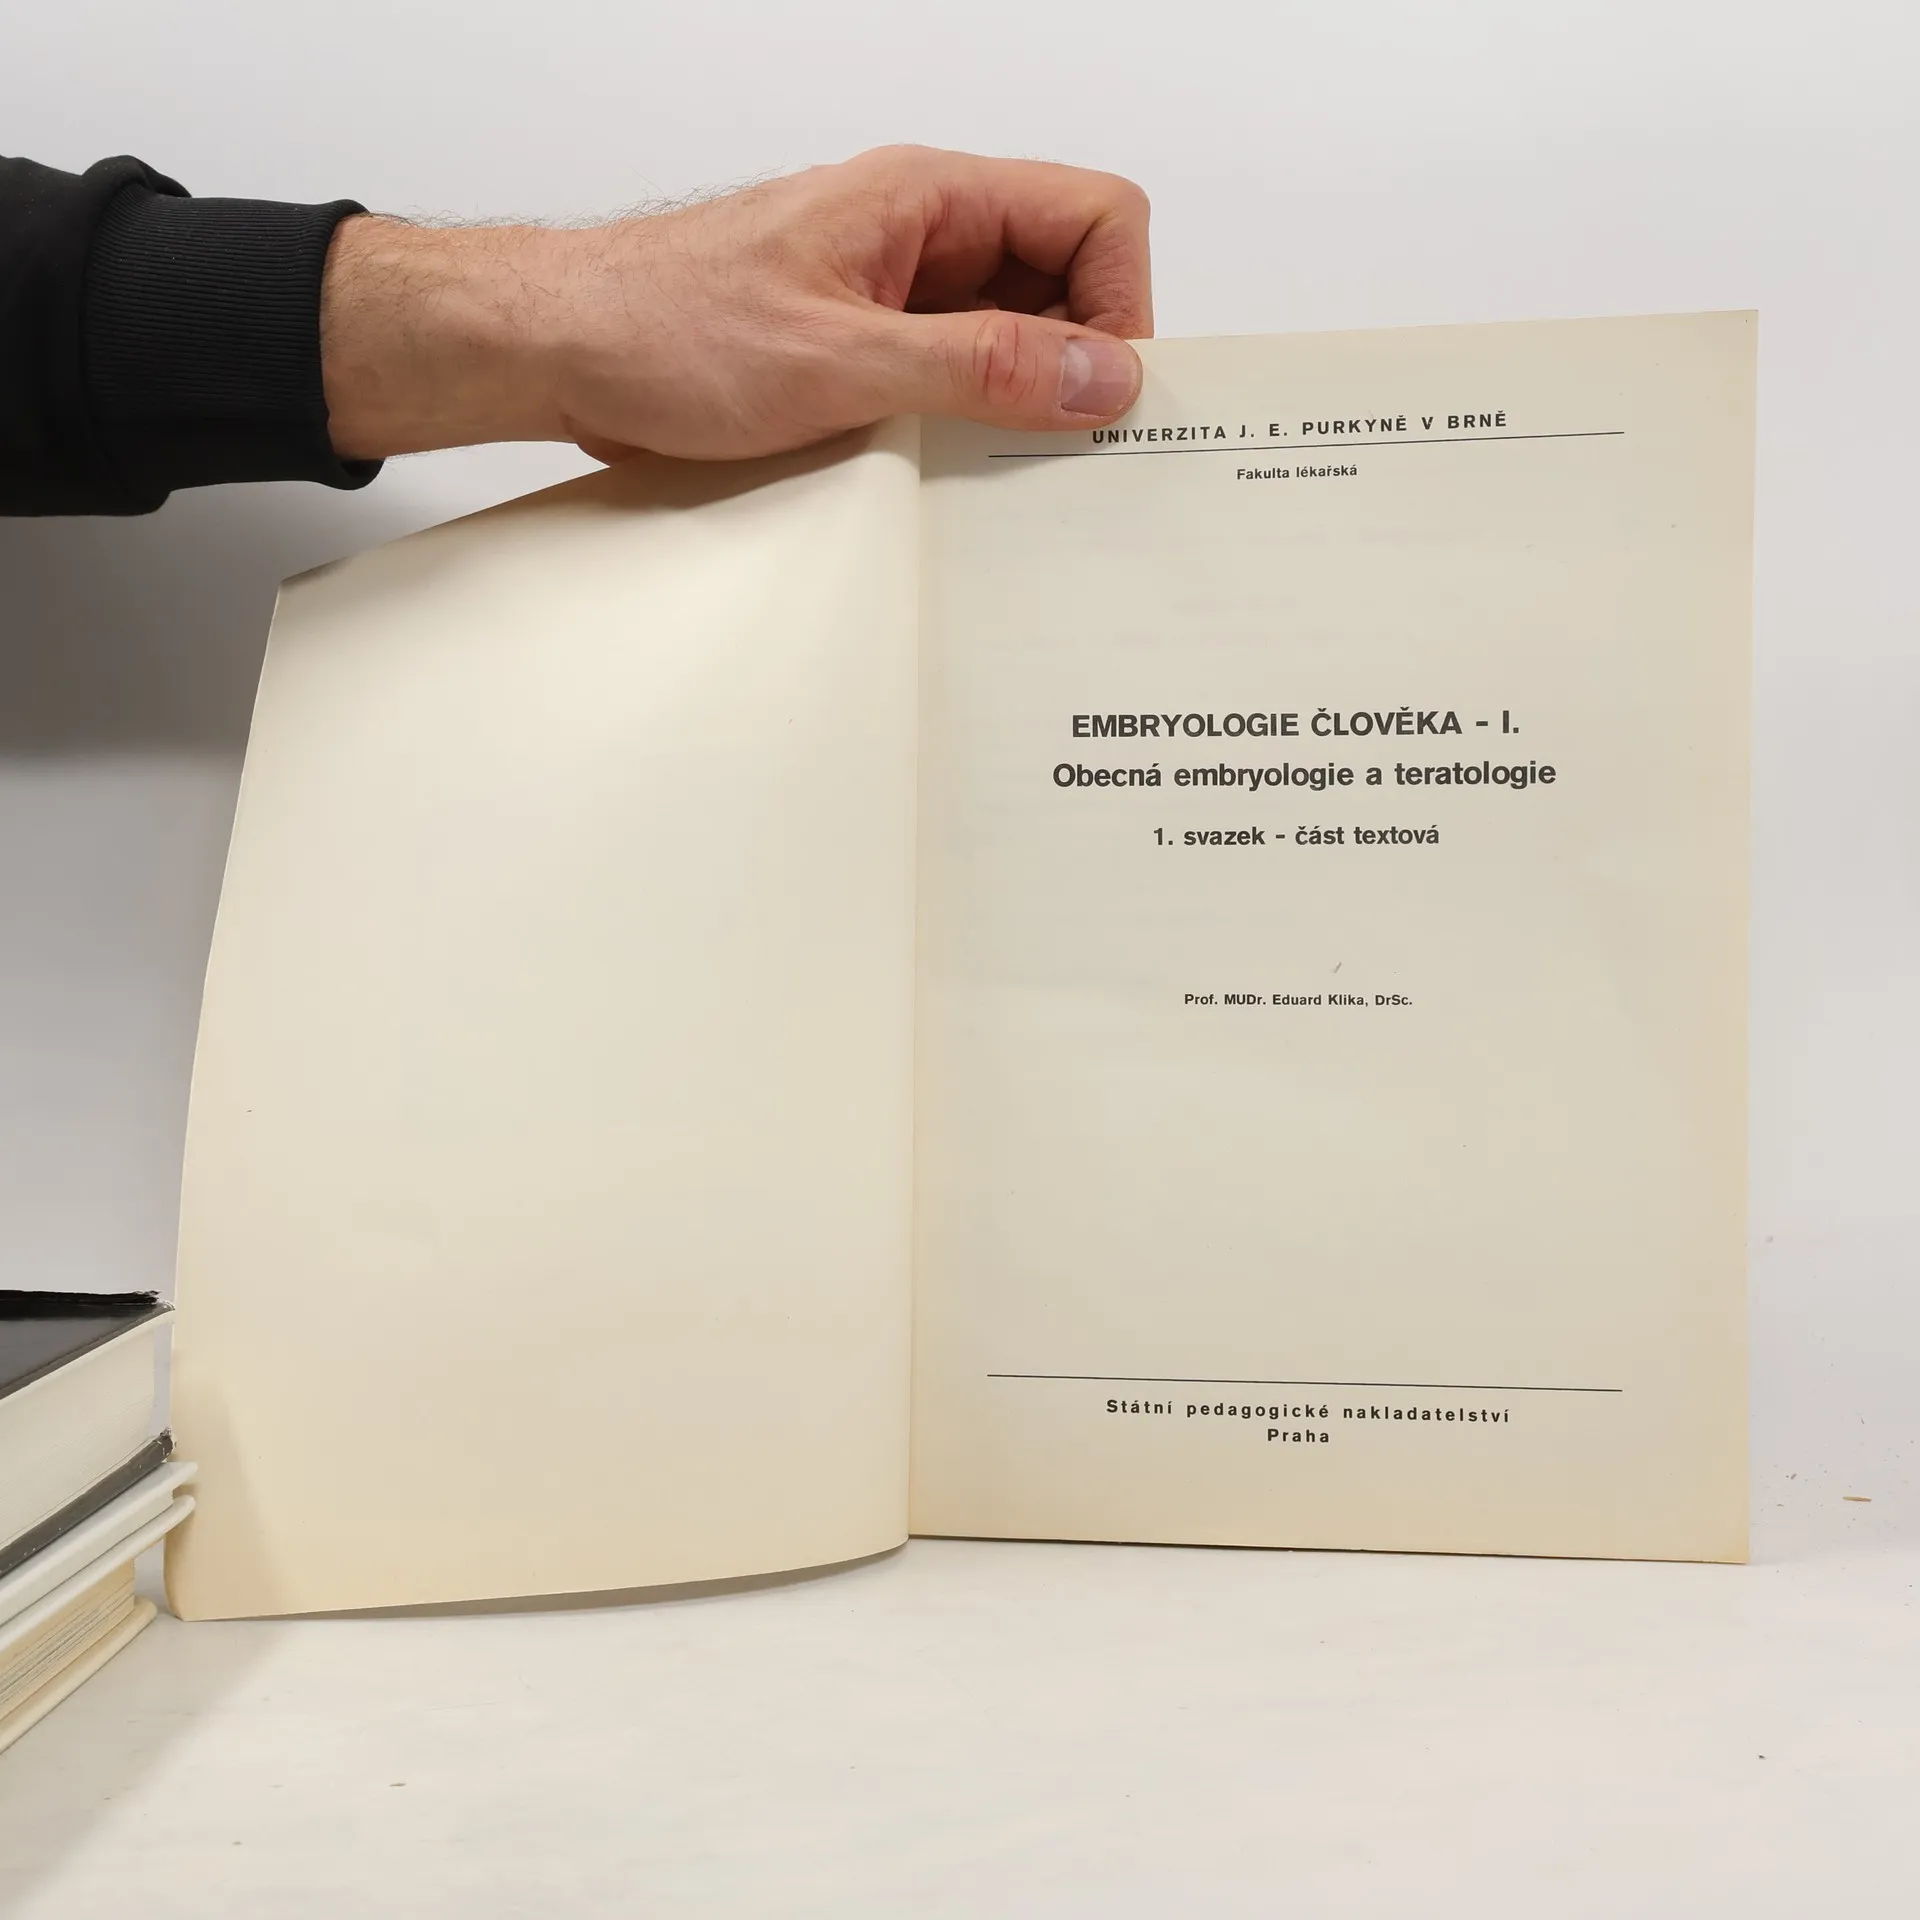 UNIVERZITA J. E. PURKYNĚ V BRNĚ
Fakulta lékařská
EMBRYOLOGIE ČLOVĚKA - I.
Obecná embryologie a teratologie
1. svazek - část textová
Prof. MUDr. Eduard Klika, DrSc.
Státní pedagogické nakladatelství
Praha